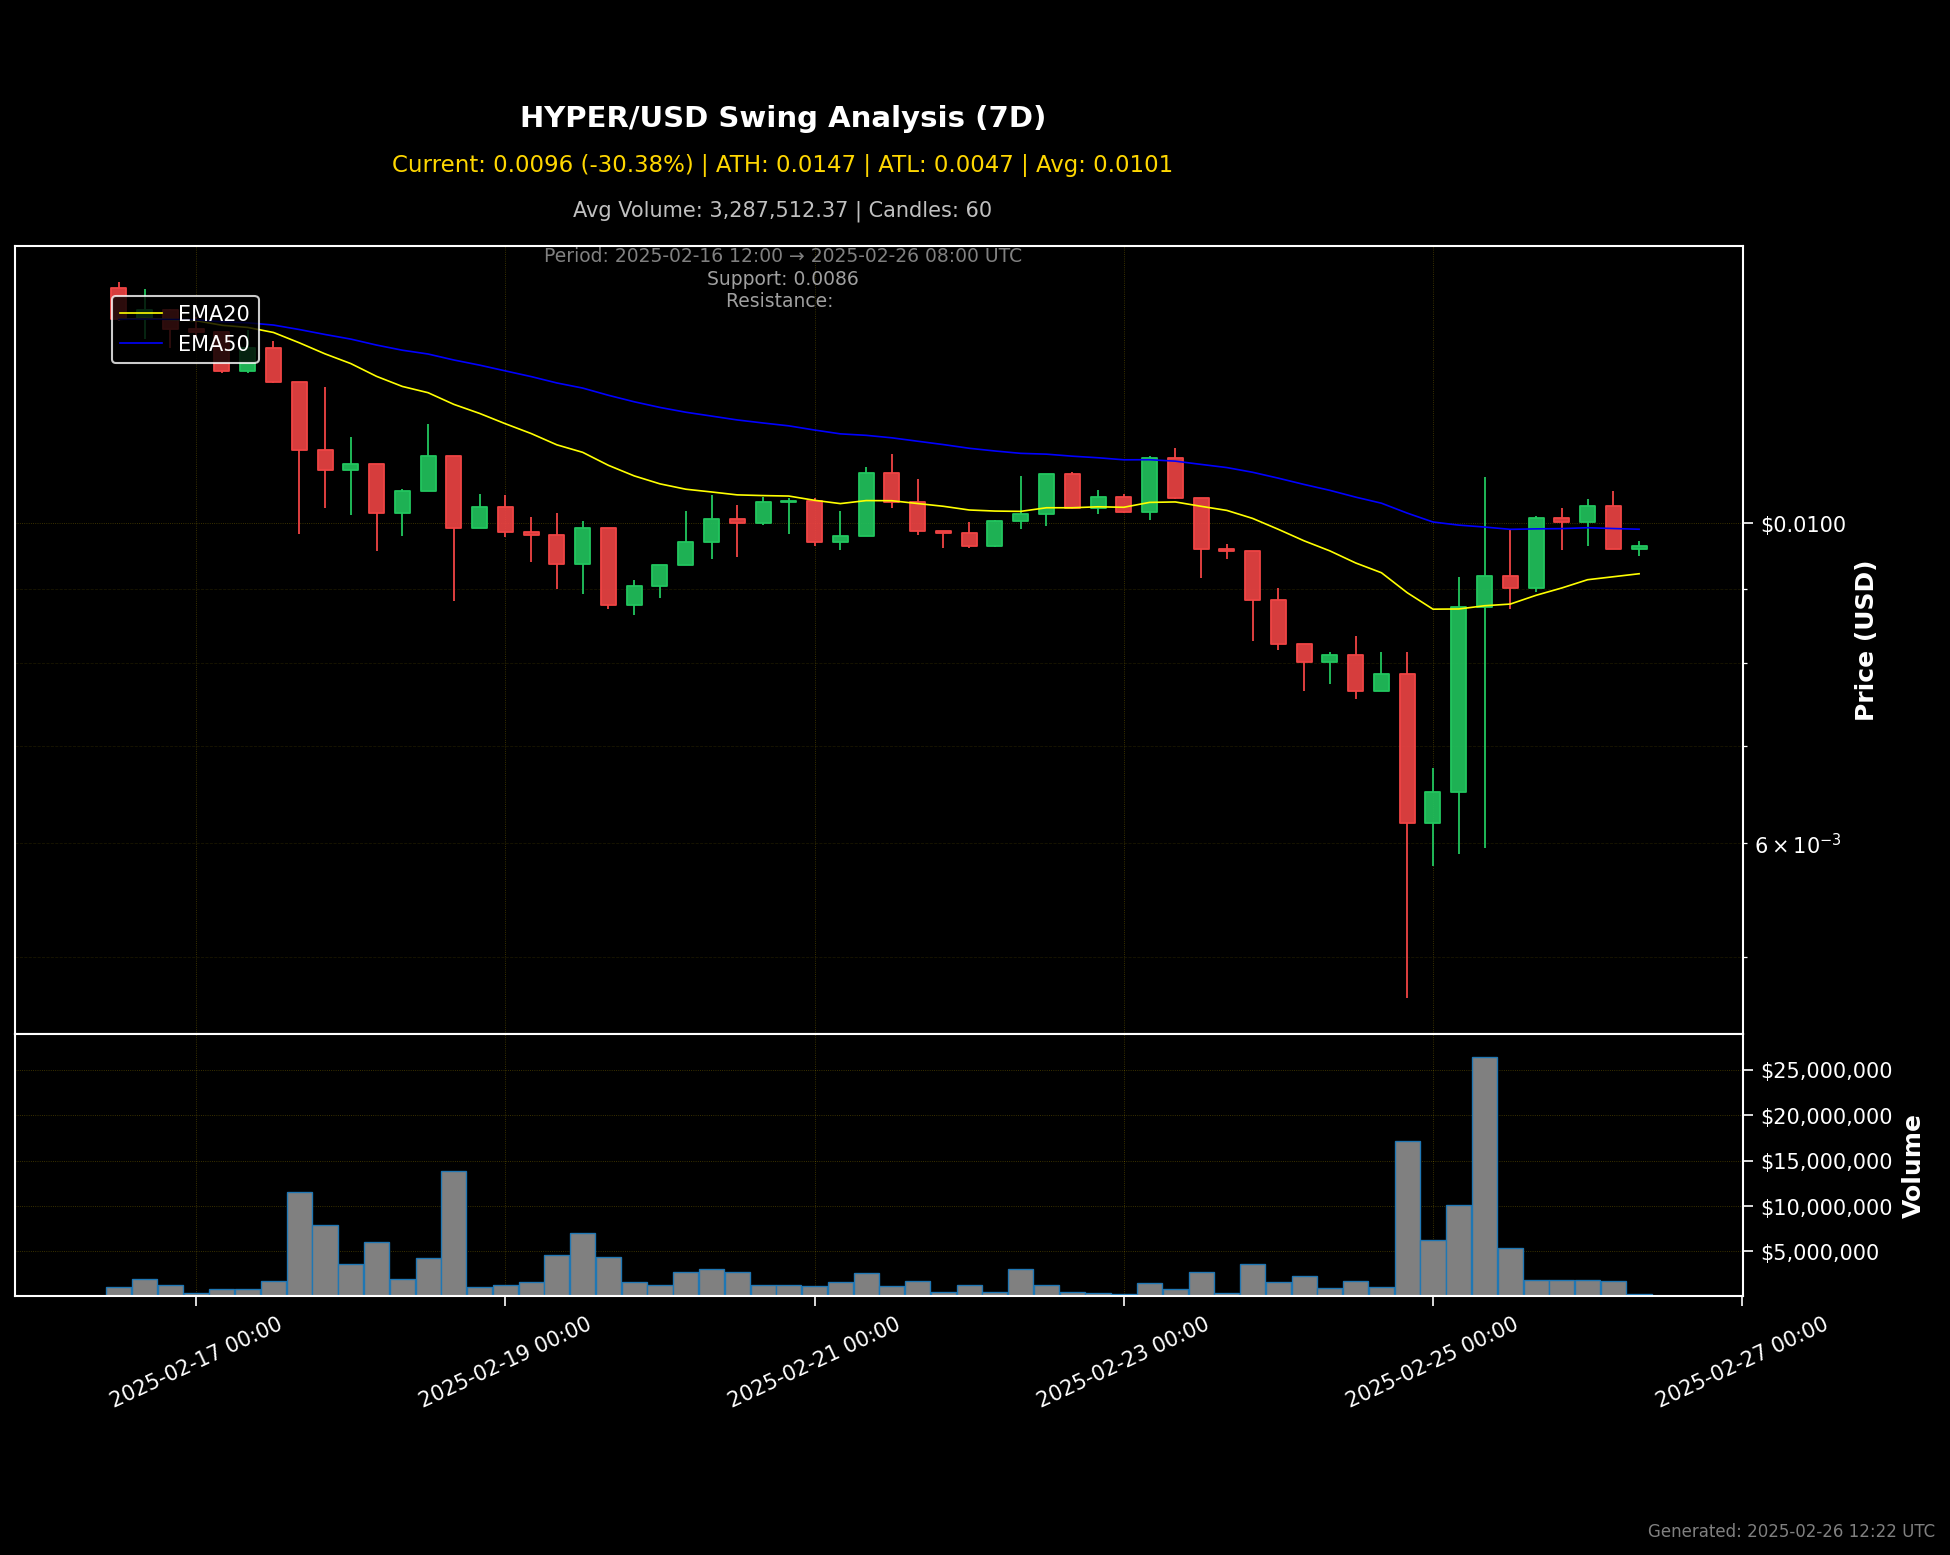 HYPER/USD Swing Analysis (7D)
Current: 0.0096 (-30.38%) | ATH: 0.0147 | ATL: 0.0047 | Avg: 0.0101
Avg Volume: 3,287,512.37 | Candles: 60
Period: 2025-02-16 12:00 → 2025-02-26 08:00 UTC
Support: 0.0086
Resistance:
EMA20
EMA50
$0.0100
Price (USD)
6 × 10⁻³
$25,000,000
$20,000,000
$15,000,000
$10,000,000
$5,000,000
Volume
2025-02-17 00:00
2025-02-19 00:00
2025-02-21 00:00
2025-02-23 00:00
2025-02-25 00:00
2025-02-27 00:00
Generated: 2025-02-26 12:22 UTC